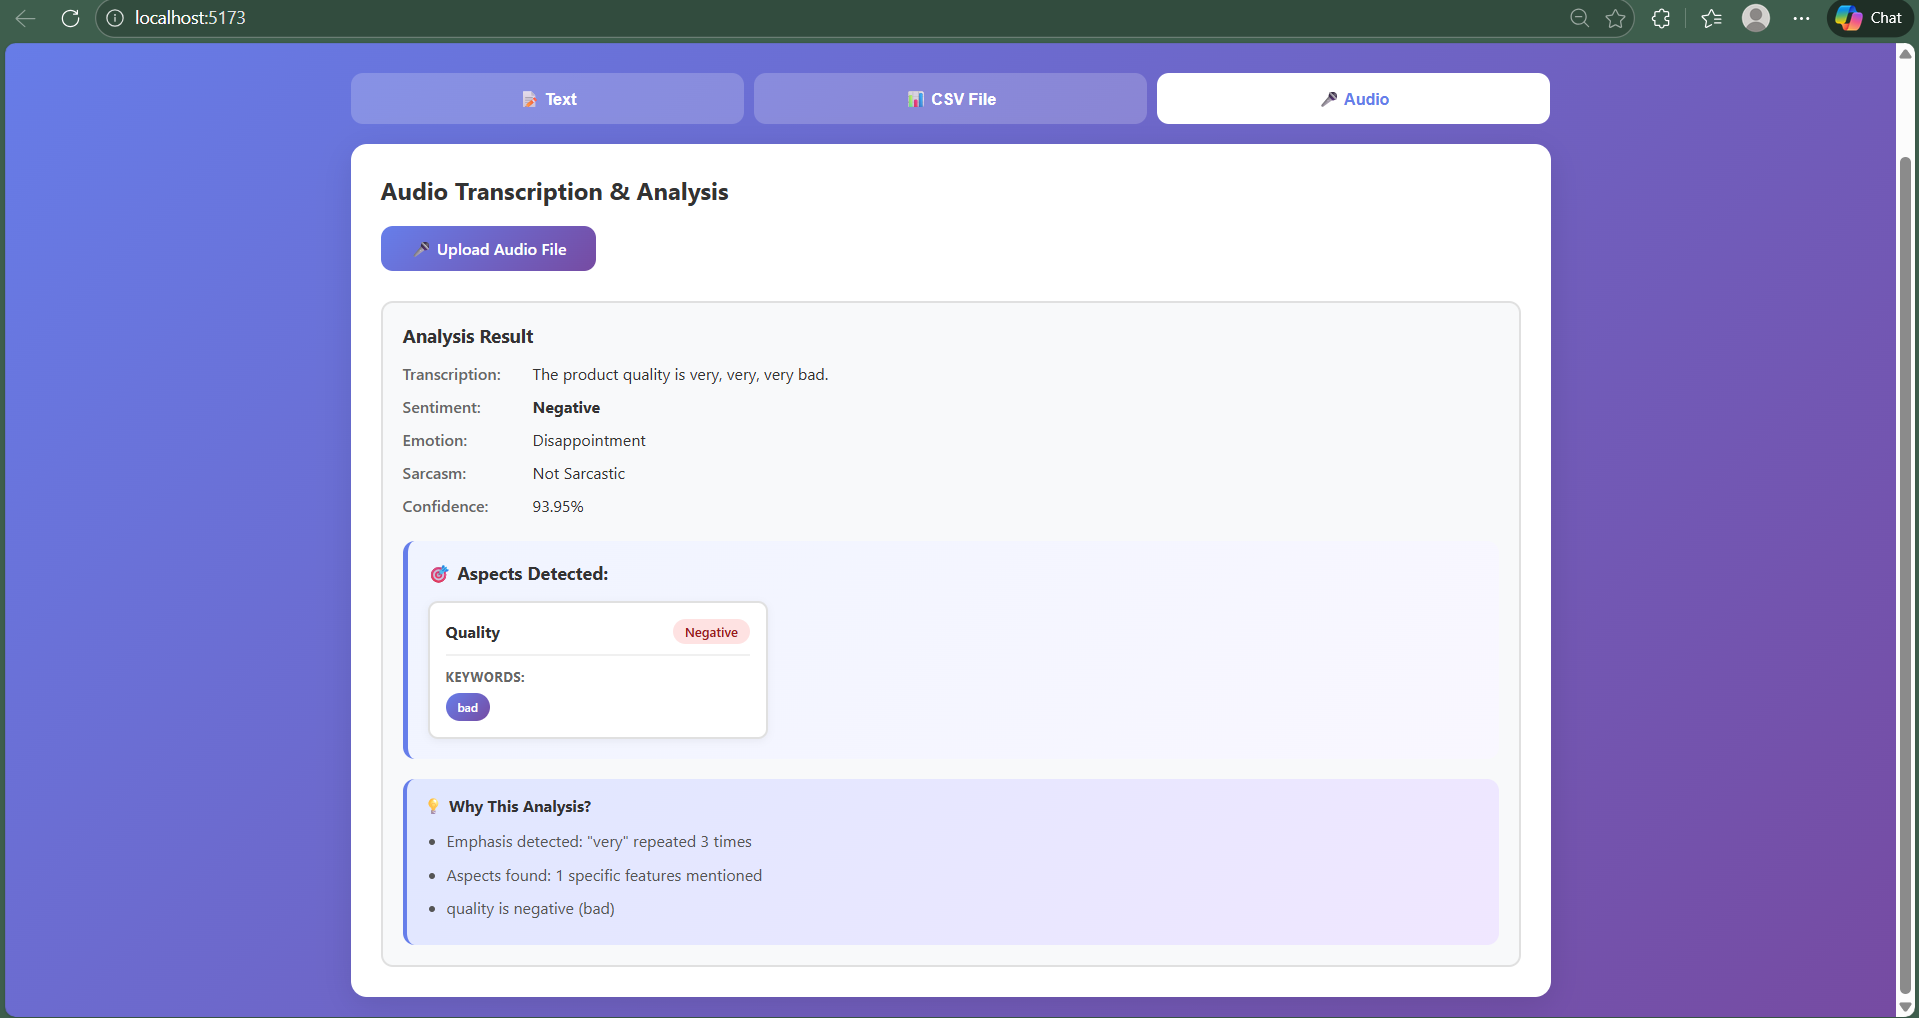 localhost:5173
Chat
Text
CSV File
Audio
Audio Transcription & Analysis
Upload Audio File
Analysis Result
Transcription: The product quality is very, very, very bad.
Sentiment: Negative
Emotion: Disappointment
Sarcasm: Not Sarcastic
Confidence: 93.95%
Aspects Detected:
Quality Negative
KEYWORDS:
bad
Why This Analysis?
Emphasis detected: "very" repeated 3 times
Aspects found: 1 specific features mentioned
quality is negative (bad)